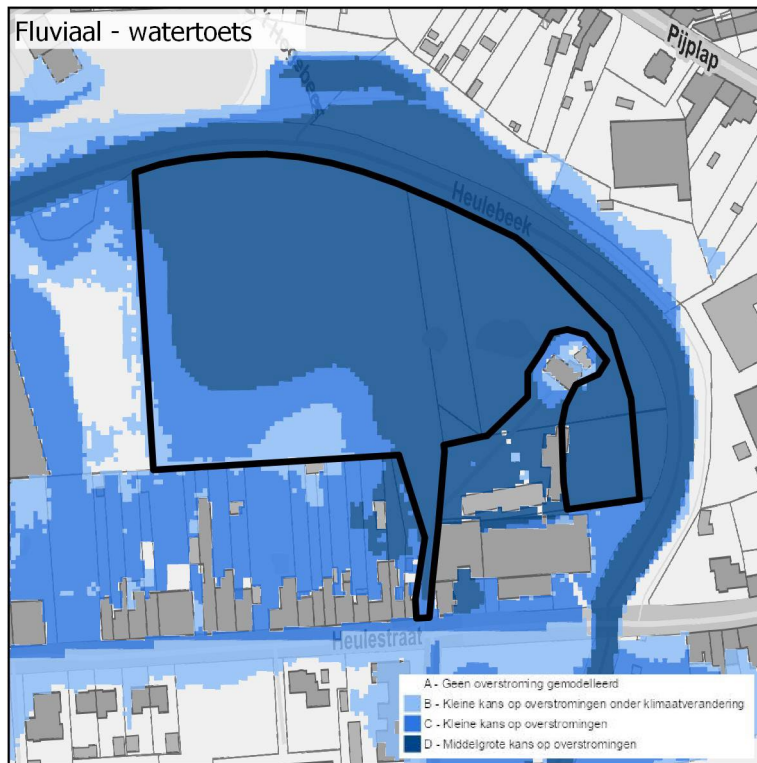 Fluviaal - watertoets
't Hogebeek
Pijplap
Heulebeek
Heulestraat
A - Geen overstroming gemodelleerd
B - Kleine kans op overstromingen onder klimaatverandering
C - Kleine kans op overstromingen
D - Middelgrote kans op overstromingen